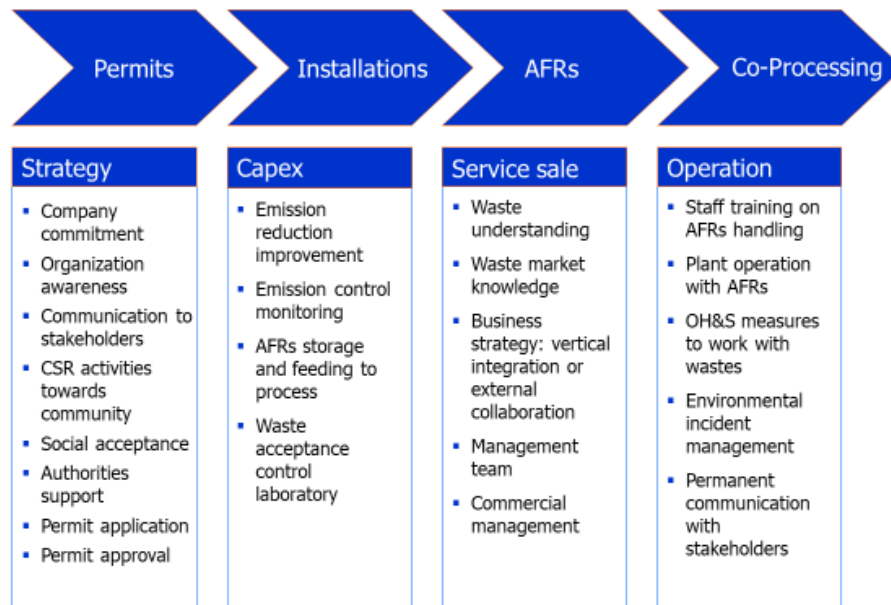 Permits
Installations
AFRs
Co-Processing
Strategy
▪ Company
commitment
▪ Organization
awareness
▪ Communication to
stakeholders
▪ CSR activities
towards
community
▪ Social acceptance
▪ Authorities
support
▪ Permit application
▪ Permit approval
Capex
▪ Emission
reduction
improvement
▪ Emission control
monitoring
▪ AFRs storage
and feeding to
process
▪ Waste
acceptance
control
laboratory
Service sale
▪ Waste
understanding
▪ Waste market
knowledge
▪ Business
strategy: vertical
integration or
external
collaboration
▪ Management
team
▪ Commercial
management
Operation
▪ Staff training on
AFRs handling
▪ Plant operation
with AFRs
▪ OH&S measures
to work with
wastes
▪ Environmental
incident
management
▪ Permanent
communication
with
stakeholders